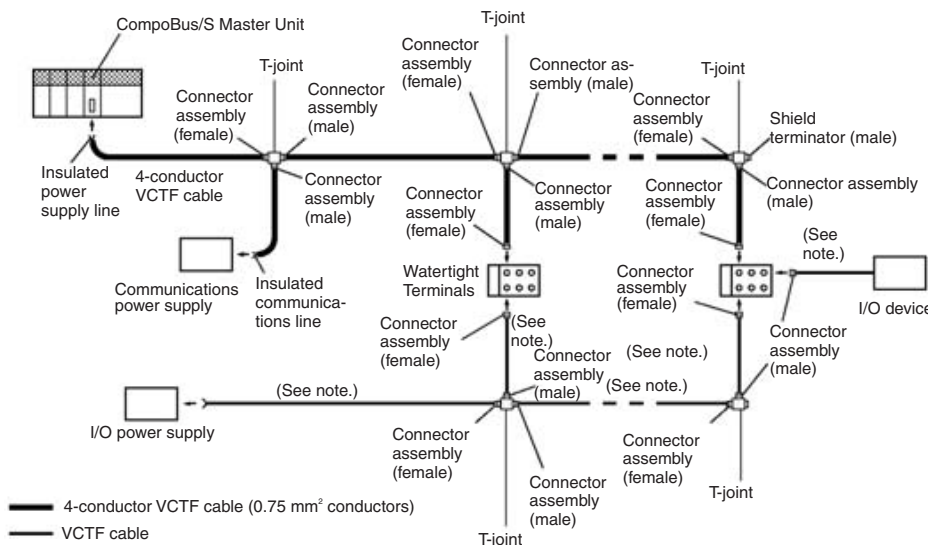 CompoBus/S Master Unit
T-joint
Connector
assembly
(female)
Connector as-
sembly (male)
T-joint
Connector
assembly
(female)
Connector
assembly
(male)
T-joint
Connector
assembly
(female)
Shield
terminator (male)
Insulated
power
supply line
4-conductor
VCTF cable
Connector
assembly
(male)
Connector
assembly
(female)
Connector
assembly
(male)
Connector
assembly
(female)
Connector assembly
(male)
(See
note.)
Communications
power supply
Insulated
communica-
tions line
Watertight
Terminals
Connector
assembly
(female)
I/O device
Connector
assembly
(female)
(See
note.)
Connector
assembly
(male)
(See note.)
Connector
assembly
(male)
(See note.)
(See note.)
I/O power supply
Connector
assembly
(female)
Connector
assembly
(male)
Connector
assembly
(female)
T-joint
T-joint
4-conductor VCTF cable (0.75 mm² conductors)
VCTF cable